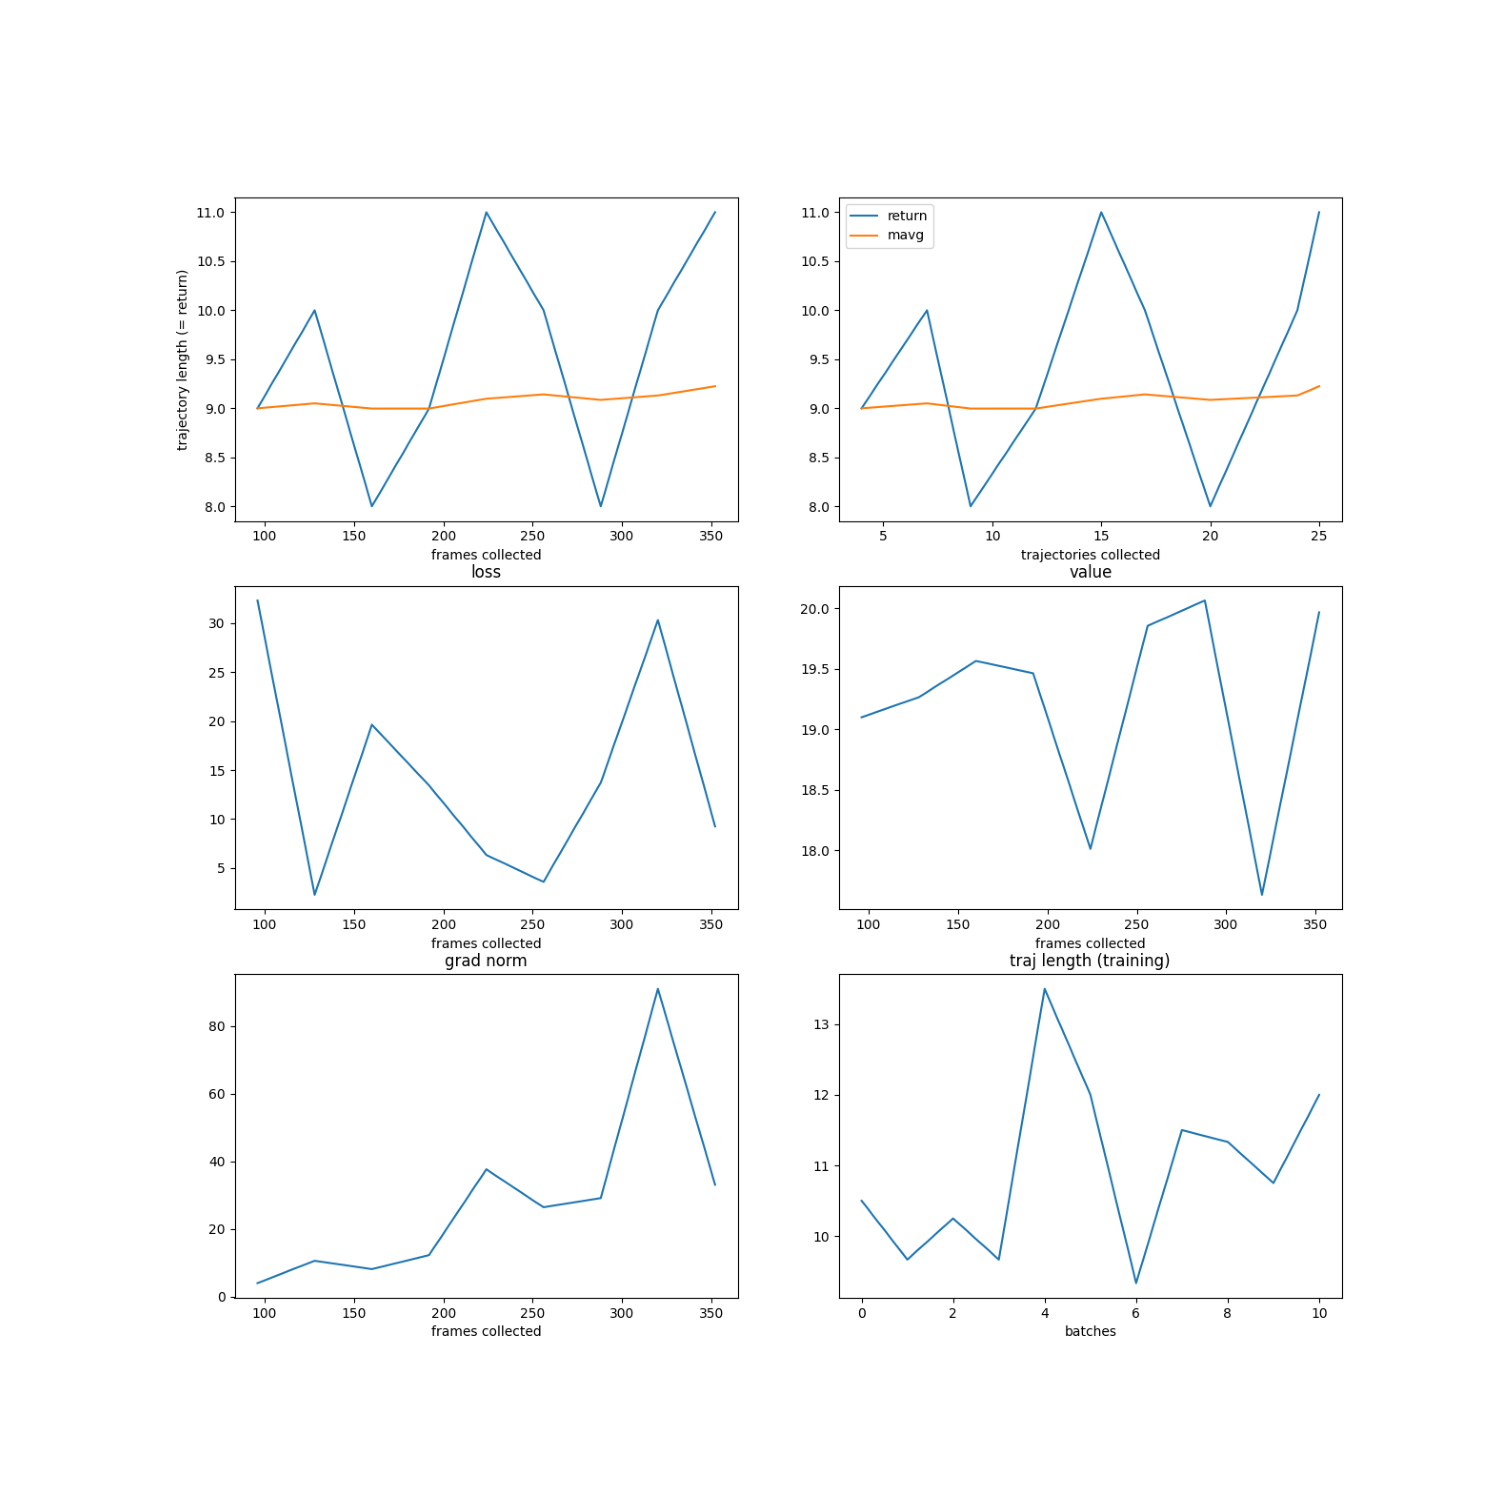 11.0
10.5
10.0
9.5
9.0
8.5
8.0
trajectory length (= return)
100 150 200 250 300 350
frames collected
return
mavg
11.0
10.5
10.0
9.5
9.0
8.5
8.0
5 10 15 20 25
trajectories collected
loss
30
25
20
15
10
5
100 150 200 250 300 350
frames collected
value
20.0
19.5
19.0
18.5
18.0
100 150 200 250 300 350
frames collected
grad norm
80
60
40
20
0
100 150 200 250 300 350
frames collected
traj length (training)
13
12
11
10
0 2 4 6 8 10
batches